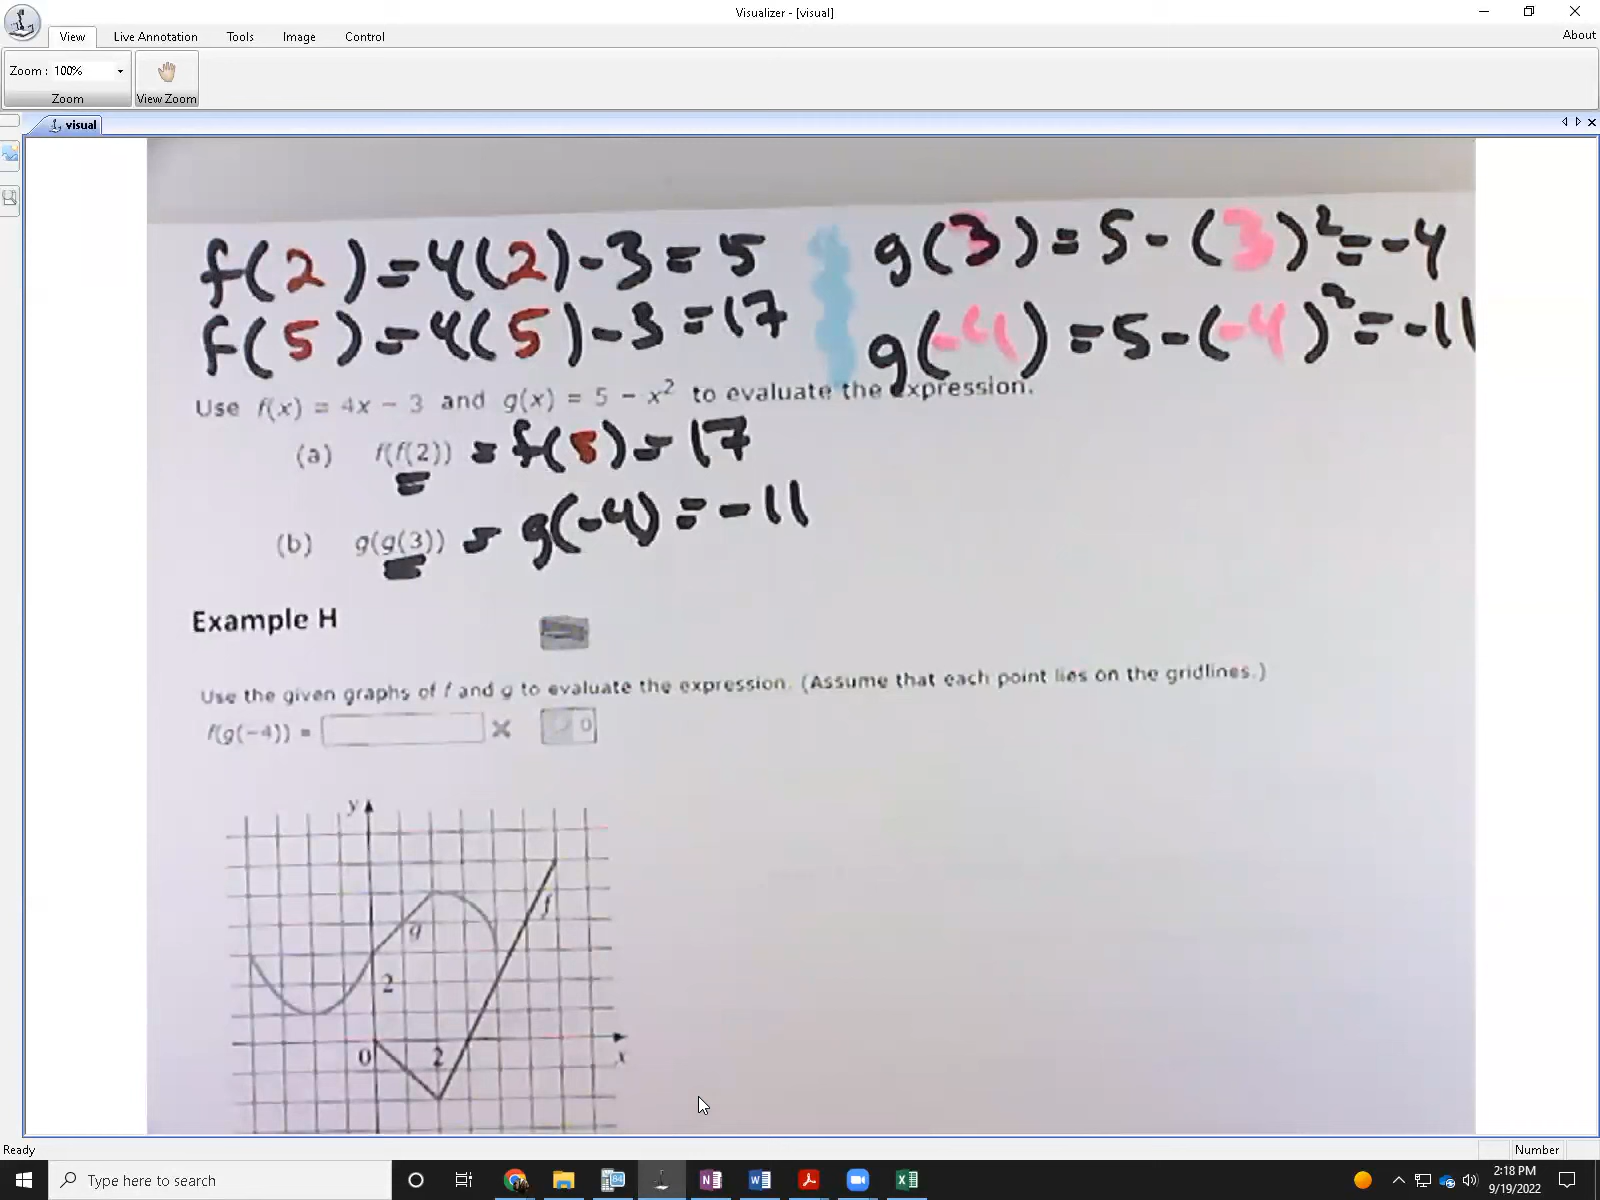 Visualizer - [visual]
View Live Annotation Tools Image Control About
Zoom : 100%
Zoom View Zoom
visual
f(2)=4(2)-3=5 g(3)=5-(3)²=-4
f(5)=4(5)-3=17 g(-4)=5-(-4)²=-11
Use f(x) = 4x - 3 and g(x) = 5 - x² to evaluate the expression.
(a) f(f(2)) = f(5)=17
(b) g(g(3)) = g(-4)=-11
Example H
Use the given graphs of f and g to evaluate the expression. (Assume that each point lies on the gridlines.)
f(g(-4)) =
y
f
g
2
0 2 x
Ready Number
Type here to search
2:18 PM
9/19/2022